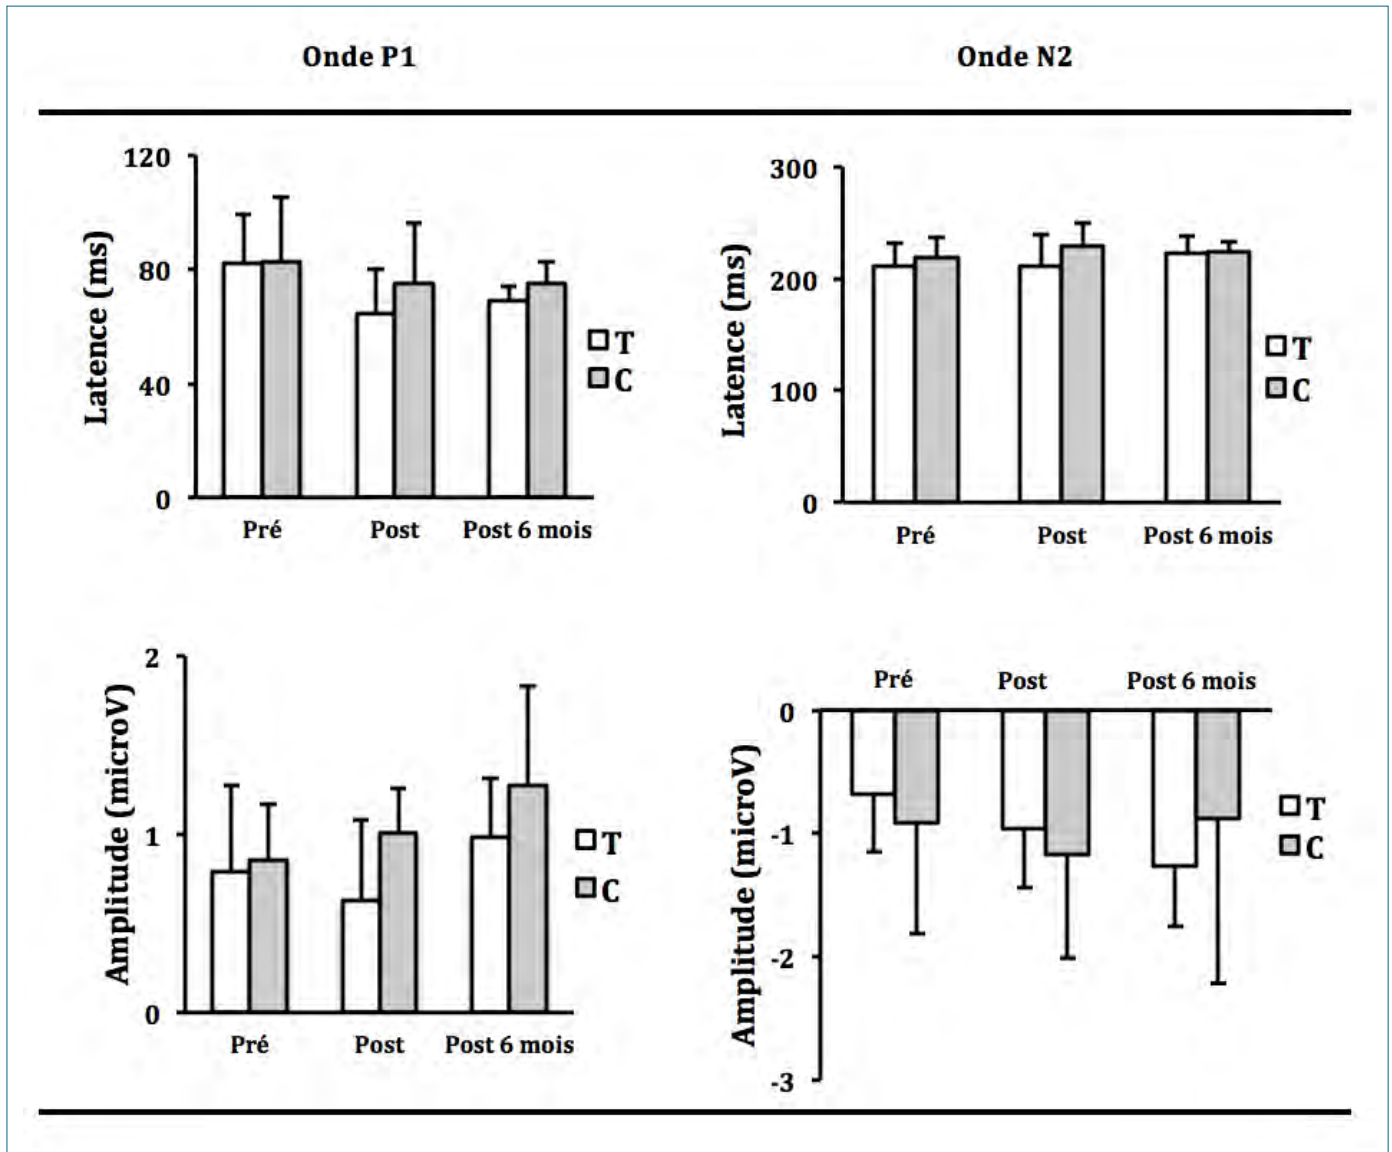 Onde P1
Onde N2
Latence (ms)
120
80
40
0
Pré
Post
Post 6 mois
T
C
Latence (ms)
300
200
100
0
Pré
Post
Post 6 mois
T
C
Amplitude (microV)
2
1
0
Pré
Post
Post 6 mois
T
C
Amplitude (microV)
Pré
Post
Post 6 mois
0
-1
-2
-3
T
C